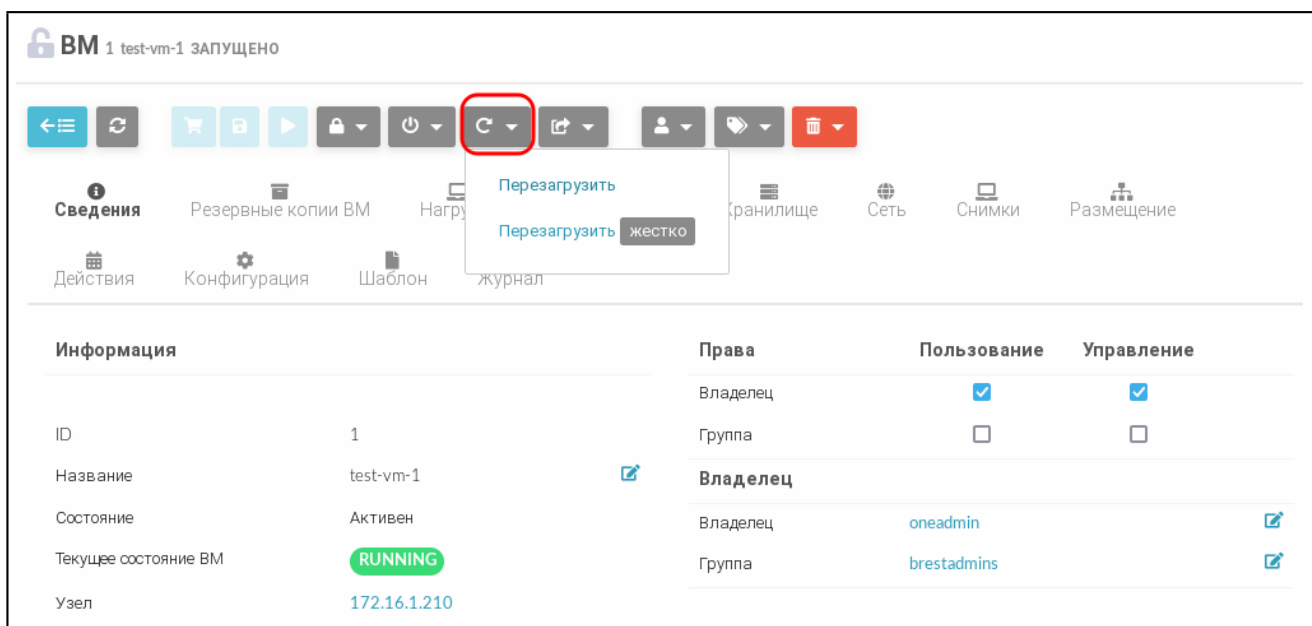 ВМ 1 test-vm-1 ЗАПУЩЕНО
Перезагрузить
Перезагрузить жестко
Сведения Резервные копии ВМ Хранилище Сеть Снимки Размещение
Действия Конфигурация Шаблон Журнал
Информация
ID 1
Название test-vm-1
Состояние Активен
Текущее состояние ВМ RUNNING
Узел 172.16.1.210
Права Пользование Управление
Владелец
Группа
Владелец
Владелец oneadmin
Группа brestadmins